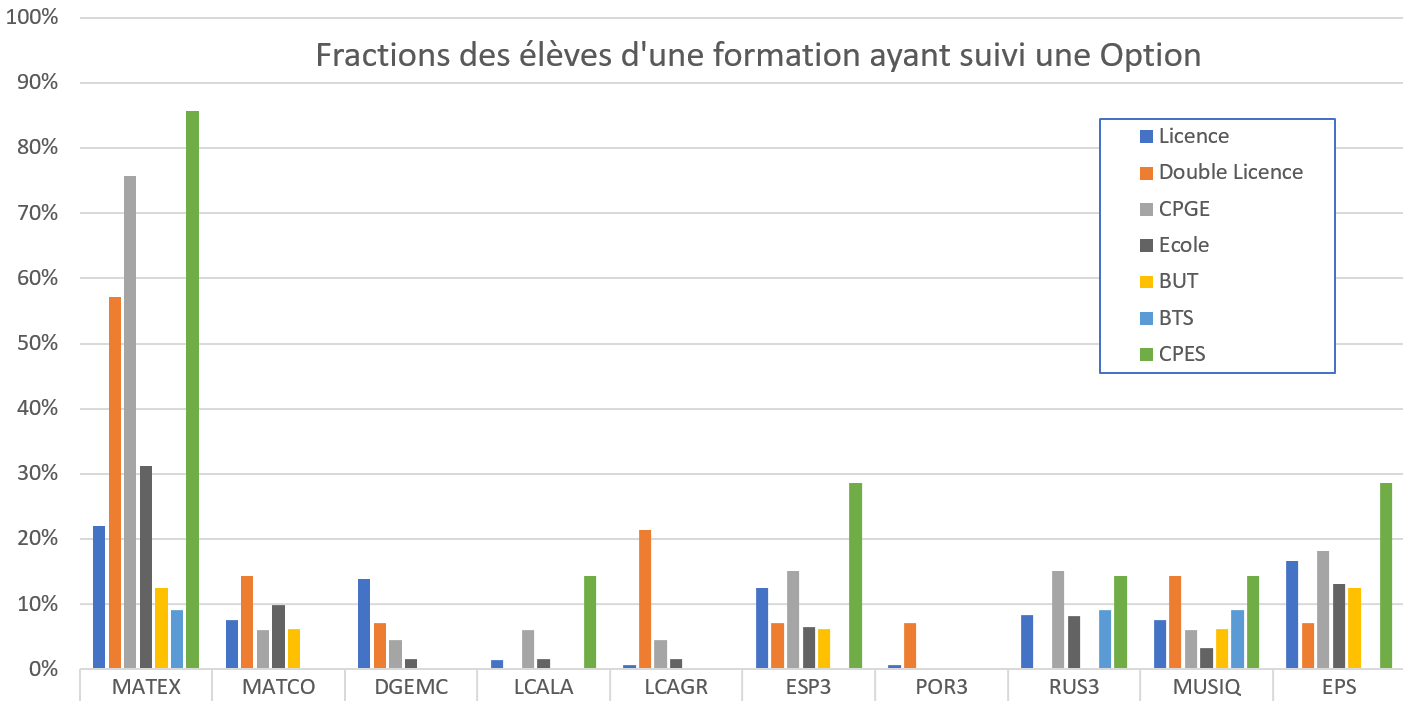 Fractions des élèves d'une formation ayant suivi une Option
100%
90%
80%
70%
60%
50%
40%
30%
20%
10%
0%
Licence
Double Licence
CPGE
Ecole
BUT
BTS
CPES
MATEX MATCO DGEMC LCALA LCAGR ESP3 POR3 RUS3 MUSIQ EPS